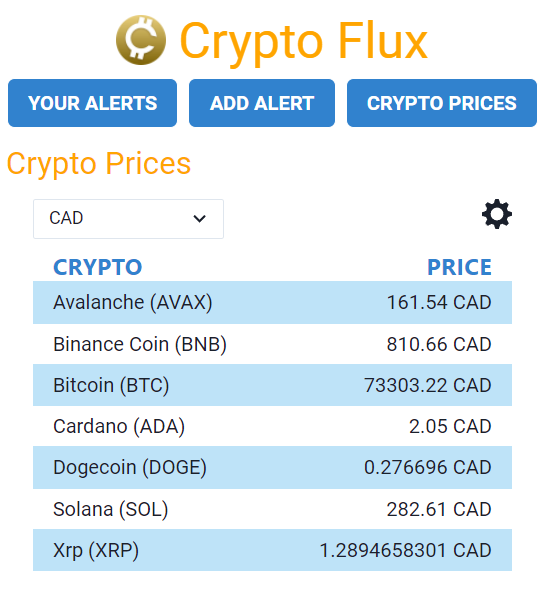 Crypto Flux
YOUR ALERTS ADD ALERT CRYPTO PRICES
Crypto Prices
CAD
CRYPTO PRICE
Avalanche (AVAX) 161.54 CAD
Binance Coin (BNB) 810.66 CAD
Bitcoin (BTC) 73303.22 CAD
Cardano (ADA) 2.05 CAD
Dogecoin (DOGE) 0.276696 CAD
Solana (SOL) 282.61 CAD
Xrp (XRP) 1.2894658301 CAD